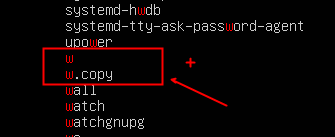 systemd-hwdb
systemd-tty-ask-password-agent
upower
w
w.copy
wall
watch
watchgnupg